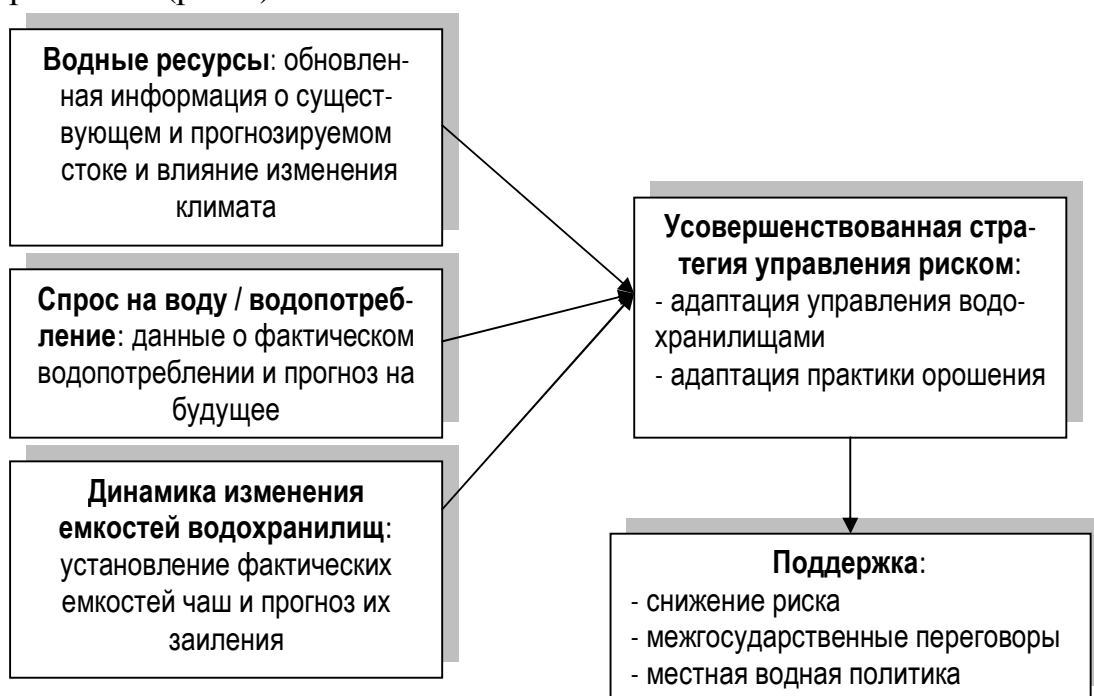 Водные ресурсы: обновлен-
ная информация о сущест-
вующем и прогнозируемом
стоке и влияние изменения
климата
Спрос на воду / водопотреб-
ление: данные о фактическом
водопотреблении и прогноз на
будущее
Динамика изменения
емкостей водохранилищ:
установление фактических
емкостей чаш и прогноз их
заиления
Усовершенствованная стра-
тегия управления риском:
- адаптация управления водо-
хранилищами
- адаптация практики орошения
Поддержка:
- снижение риска
- межгосударственные переговоры
- местная водная политика